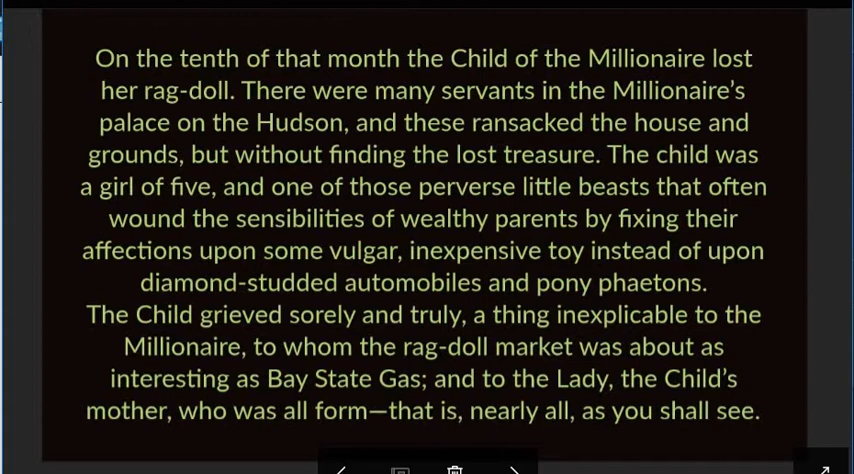 On the tenth of that month the Child of the Millionaire lost
her rag-doll. There were many servants in the Millionaire’s
palace on the Hudson, and these ransacked the house and
grounds, but without finding the lost treasure. The child was
a girl of five, and one of those perverse little beasts that often
wound the sensibilities of wealthy parents by fixing their
affections upon some vulgar, inexpensive toy instead of upon
diamond-studded automobiles and pony phaetons.
The Child grieved sorely and truly, a thing inexplicable to the
Millionaire, to whom the rag-doll market was about as
interesting as Bay State Gas; and to the Lady, the Child’s
mother, who was all form—that is, nearly all, as you shall see.